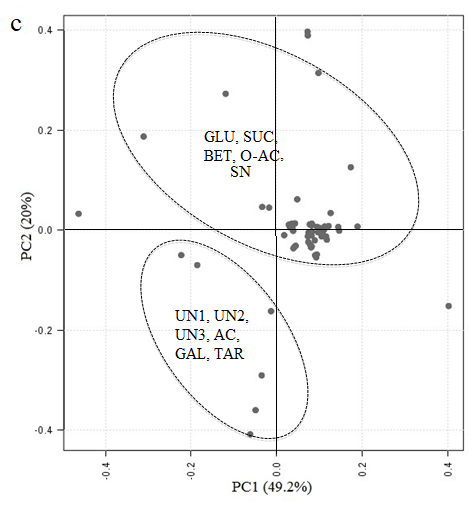 c
0.4
0.2
0.0
-0.2
-0.4
PC2 (20%)
GLU, SUC,
BET, O-AC,
SN
UN1, UN2,
UN3, AC,
GAL, TAR
-0.4
-0.2
0.0
0.2
0.4
PC1 (49.2%)